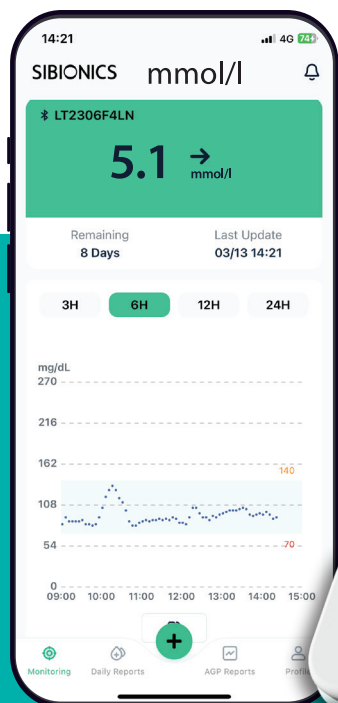 14:21 4G 74
SIBIONICS mmol/l
LT2306F4LN
5.1 →
mmol/l
Remaining Last Update
8 Days 03/13 14:21
3H 6H 12H 24H
mg/dL
270
216
162
140
108
54
70
0
09:00 10:00 11:00 12:00 13:00 14:00 15:00
+
Monitoring Daily Reports AGP Reports Profile